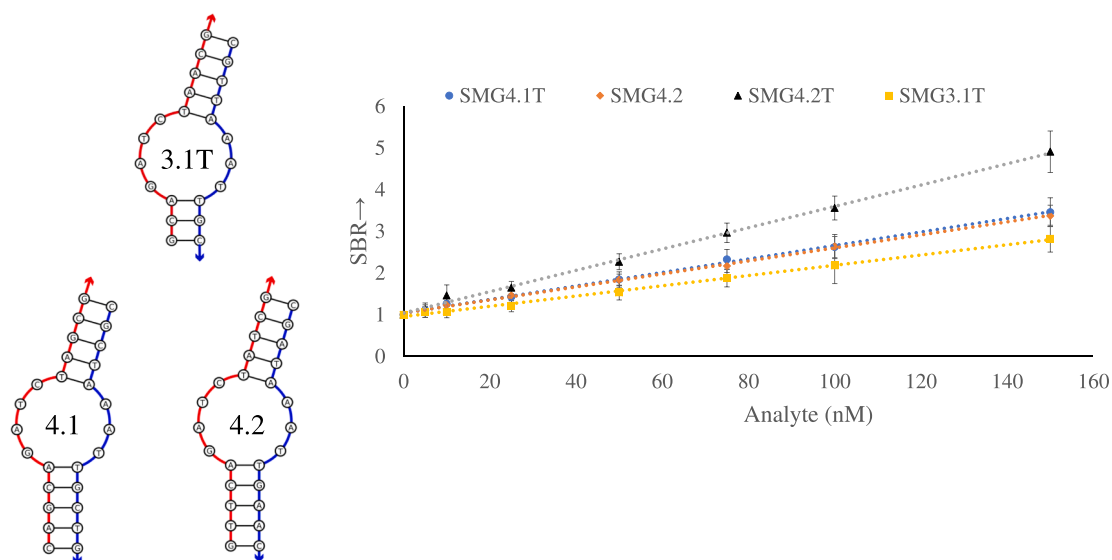 G C
C G
A T
A T
T A
C A
T A
A T
G T
A G
C C
G
3.1T
G C
C G
G C
A T
T A
C A
T A
A T
G T
A G
C C
G T
A G
C
4.1
G C
C G
T A
A T
T A
C A
T A
A T
G T
A G
C A
T A
T C
G
4.2
SMG4.1T SMG4.2 SMG4.2T SMG3.1T
6
5
4
3
2
1
0
SBR→
0 20 40 60 80 100 120 140 160
Analyte (nM)